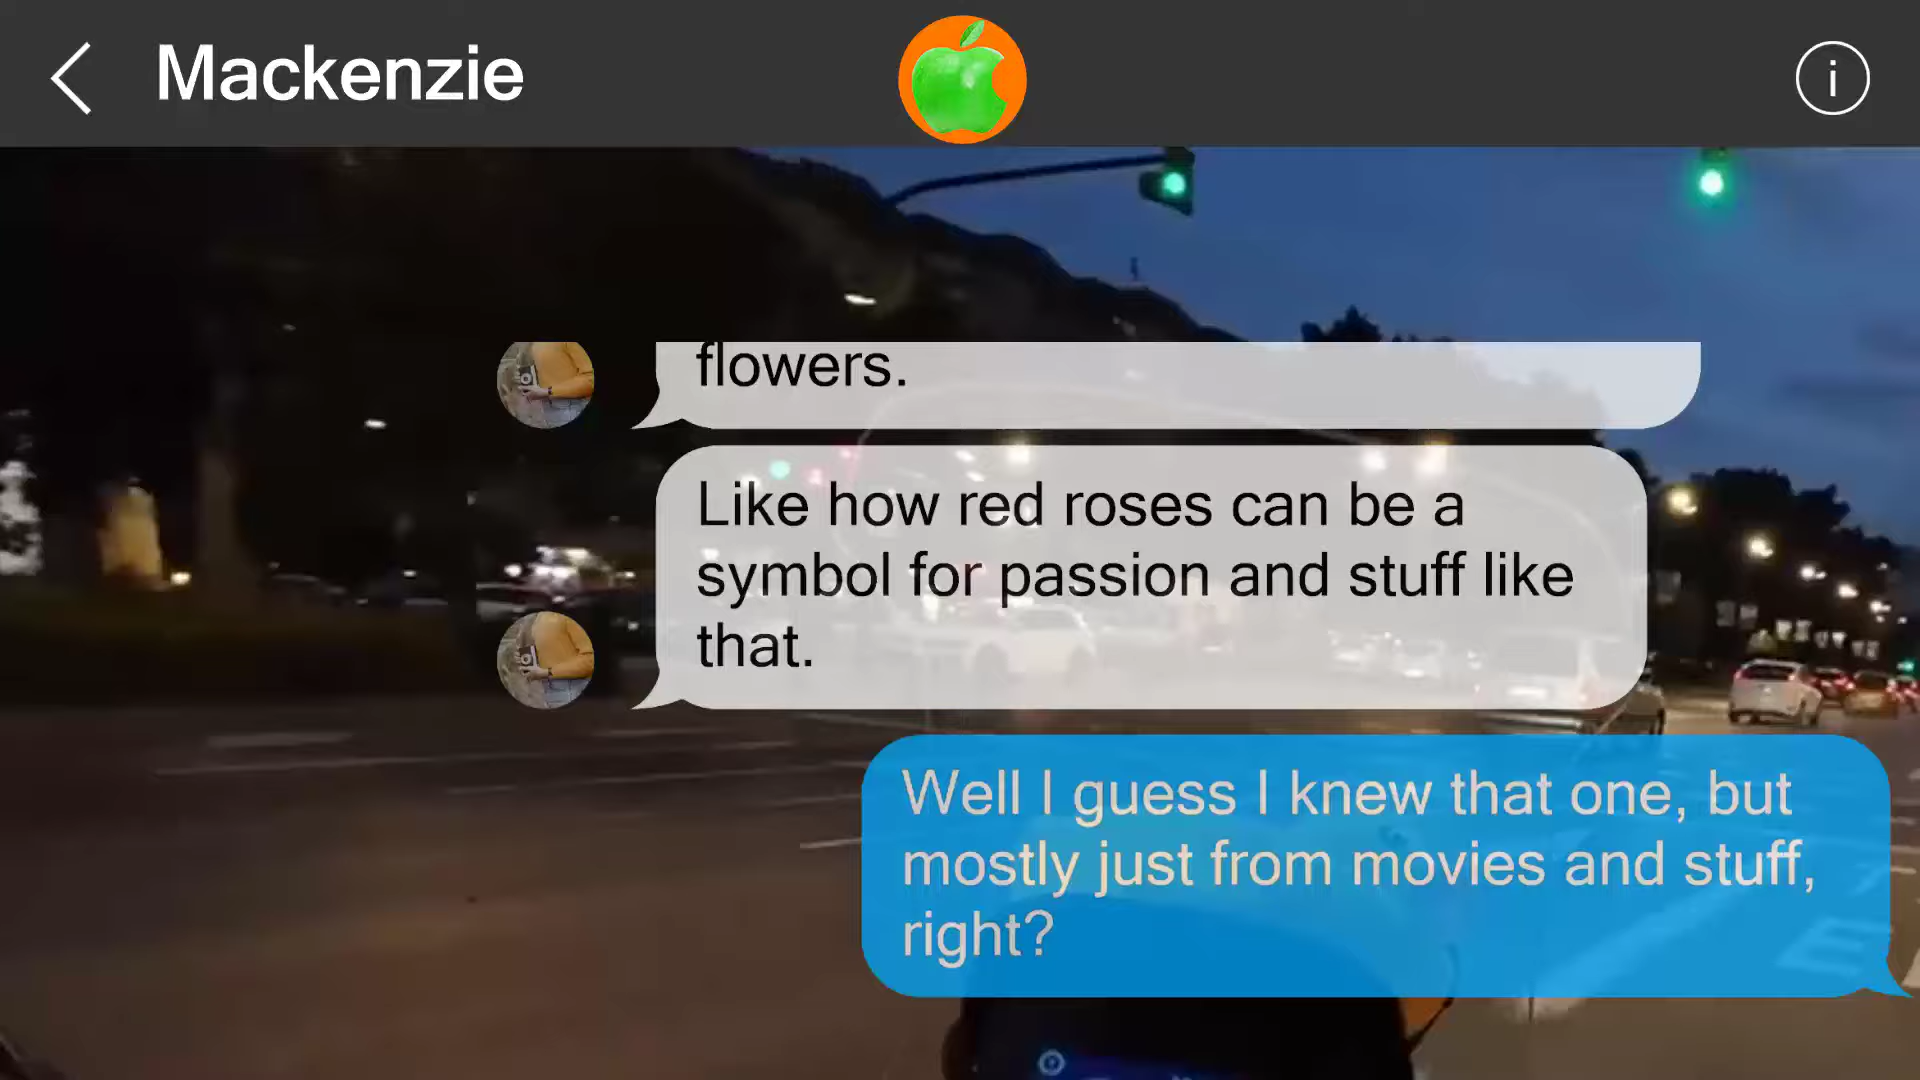 Mackenzie
flowers.
Like how red roses can be a
symbol for passion and stuff like
that.
Well I guess I knew that one, but
mostly just from movies and stuff,
right?